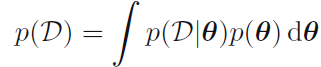 p(𝒟) = ∫ p(𝒟|𝜽)p(𝜽) d𝜽